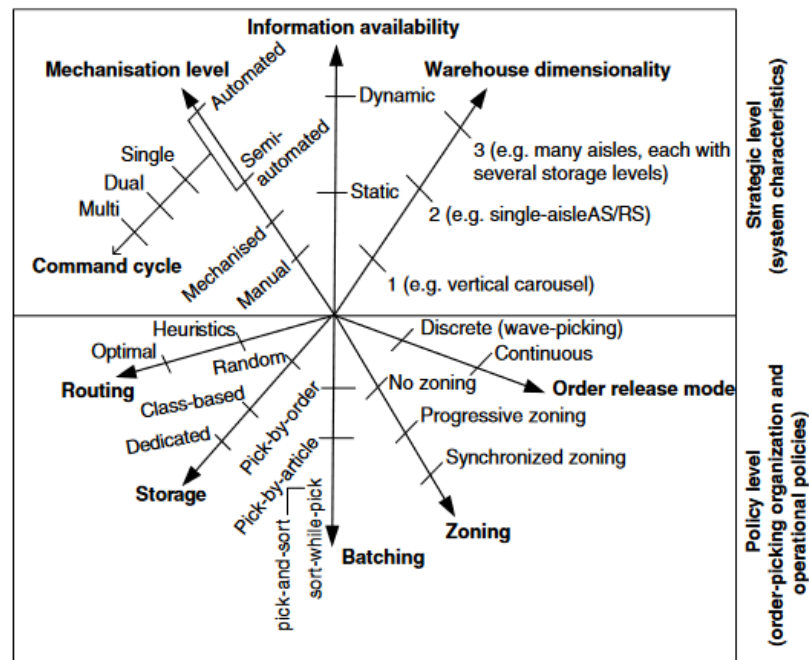 Information availability
Mechanisation level
Automated
Warehouse dimensionality
Dynamic
Semi-
automated
Single
Dual
Multi
3 (e.g. many aisles, each with
several storage levels)
Static
2 (e.g. single-aisleAS/RS)
Command cycle
Mechanised
Manual
1 (e.g. vertical carousel)
Strategic level
(system characteristics)
Heuristics
Optimal
Routing
Random
Class-based
Dedicated
Storage
Pick-by-order
Pick-by-article
pick-and-sort
sort-while-pick
Batching
Discrete (wave-picking)
Continuous
Order release mode
No zoning
Progressive zoning
Synchronized zoning
Zoning
Policy level
(order-picking organization and
operational policies)